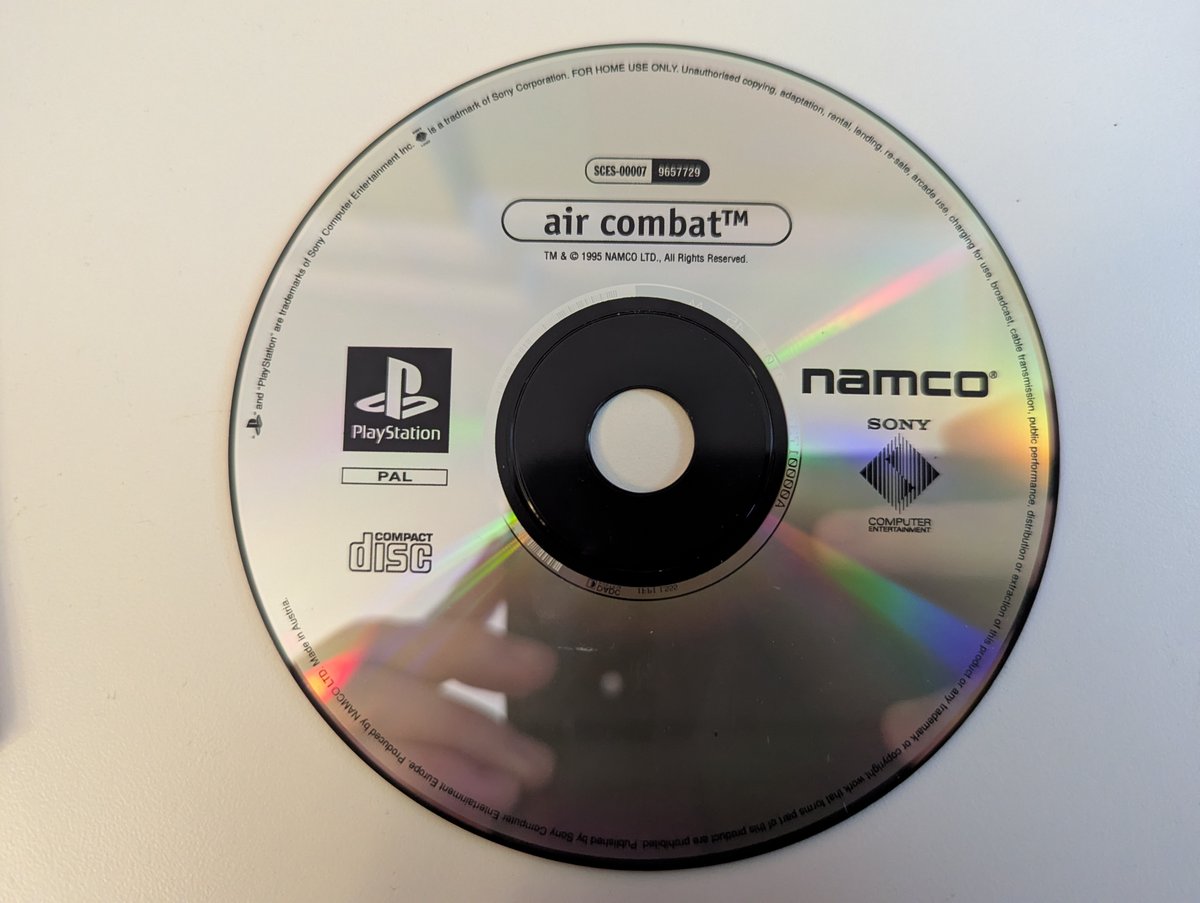 and "PlayStation" are trademarks of Sony Computer Entertainment Inc. is a tradmark of Sony Corporation. FOR HOME USE ONLY. Unauthorised copying, adaptation, rental, lending, re-sale, arcade use, charging for use, broadcast, cable transmission, public performance, distribution or extraction of this product or any trademark or copyright work that forms part of this product are prohibited. Published by Sony Computer Entertainment Europe. Produced by NAMCO LTD. Made in Austria.
SCES-00007 9657729
air combat™
TM & © 1995 NAMCO LTD., All Rights Reserved.
PlayStation
PAL
COMPACT
disc
namco®
SONY
COMPUTER
ENTERTAINMENT